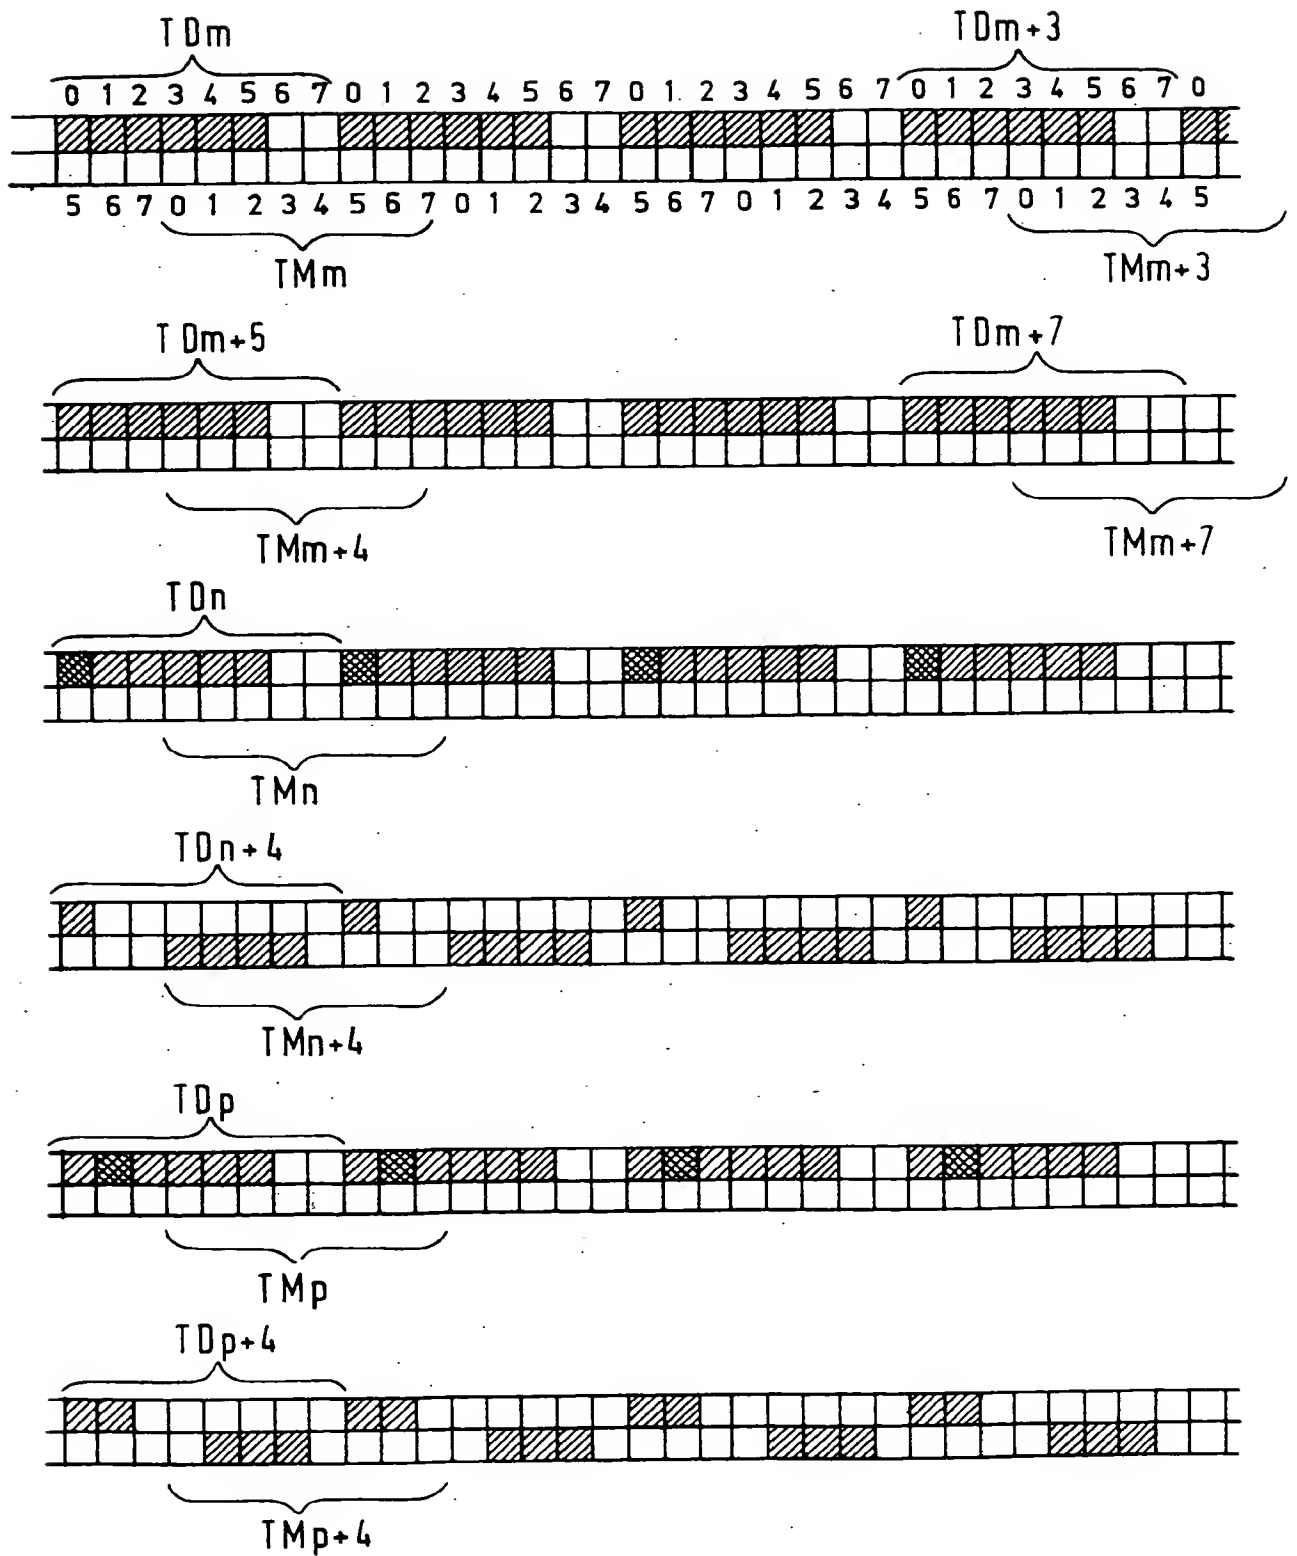 TDm TDm+3
0 1 2 3 4 5 6 7 0 1 2 3 4 5 6 7 0 1. 2 3 4 5 6 7 0 1 2 3 4 5 6 7 0
5 6 7 0 1 2 3 4 5 6 7 0 1 2 3 4 5 6 7 0 1 2 3 4 5 6 7 0 1 2 3 4 5
TMm TMm+3
TDm+5 TDm+7
TMm+4 TMm+7
TDn
TMn
TDn+4
TMn+4
TDp
TMp
TDp+4
TMp+4